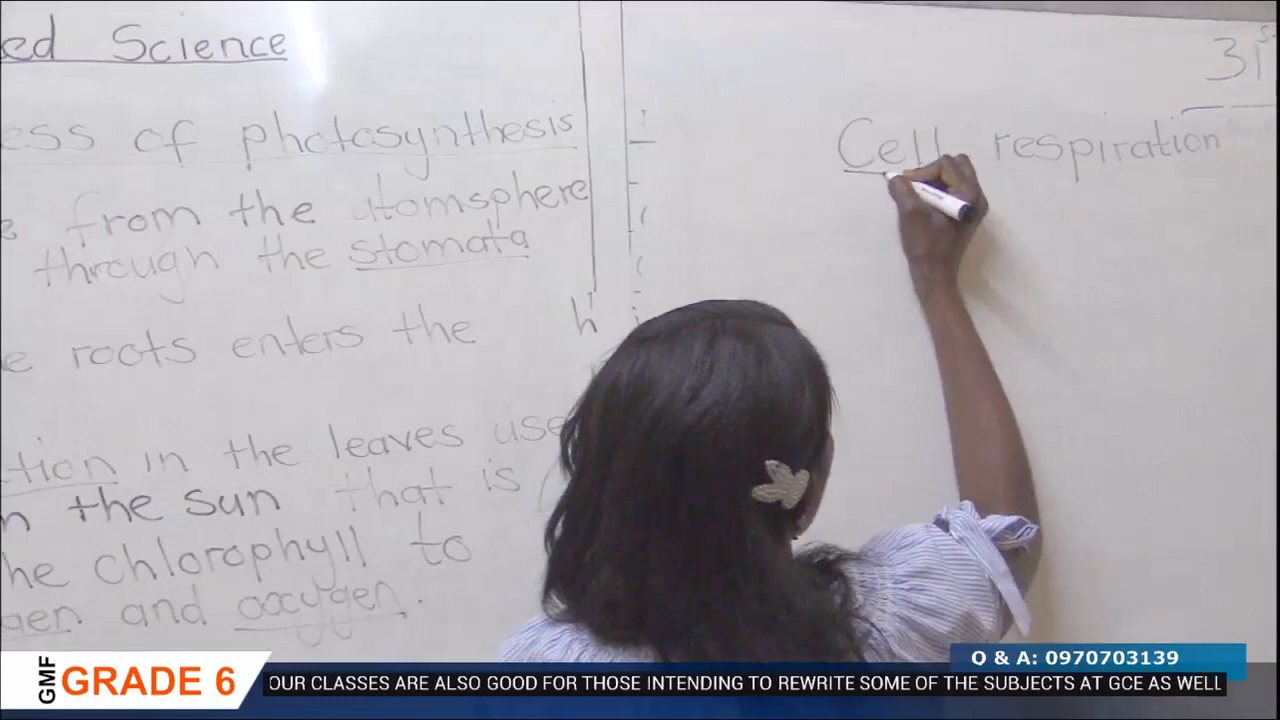 ed Science
ess of photosynthesis
from the atomsphere
through the stomata
e roots enters the
tion in the leaves use
n the sun that is
he chlorophyll to
gen and oxygen.
h
31st
Cell respiration
Q & A: 0970703139
GMF GRADE 6
OUR CLASSES ARE ALSO GOOD FOR THOSE INTENDING TO REWRITE SOME OF THE SUBJECTS AT GCE AS WELL